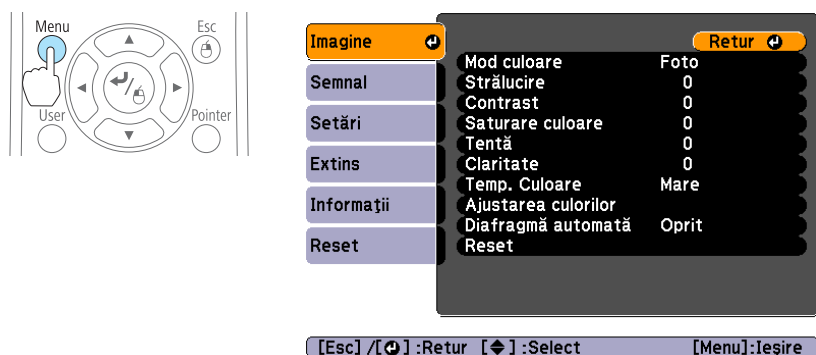 Menu
Esc
User
Pointer
Imagine
Semnal
Setări
Extins
Informaţii
Reset
Retur
Mod culoare Foto
Strălucire 0
Contrast 0
Saturare culoare 0
Tentă 0
Claritate 0
Temp. Culoare Mare
Ajustarea culorilor
Diafragmă automată Oprit
Reset
[Esc] /[ ] :Retur [ ] :Select [Menu]:Ieşire